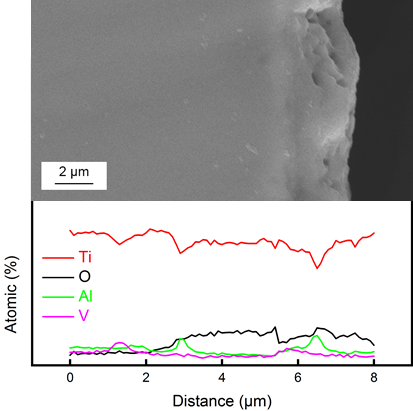 2 µm
Ti
O
Al
V
Atomic (%)
0 2 4 6 8
Distance (µm)